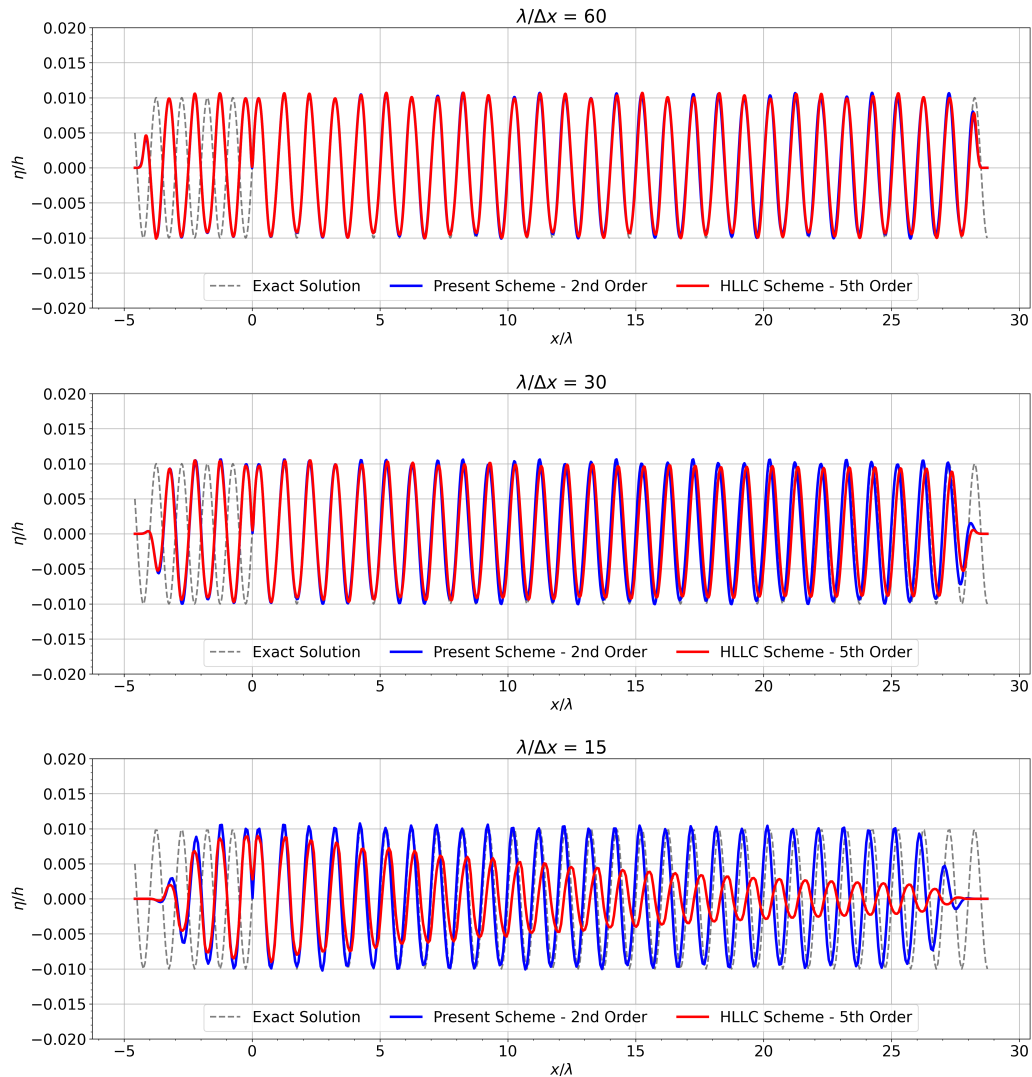 λ/Δx = 60
0.020
0.015
0.010
0.005
0.000
−0.005
−0.010
−0.015
−0.020
η/h
Exact Solution Present Scheme - 2nd Order HLLC Scheme - 5th Order
−5 0 5 10 15 20 25 30
x/λ
λ/Δx = 30
0.020
0.015
0.010
0.005
0.000
−0.005
−0.010
−0.015
−0.020
η/h
Exact Solution Present Scheme - 2nd Order HLLC Scheme - 5th Order
−5 0 5 10 15 20 25 30
x/λ
λ/Δx = 15
0.020
0.015
0.010
0.005
0.000
−0.005
−0.010
−0.015
−0.020
η/h
Exact Solution Present Scheme - 2nd Order HLLC Scheme - 5th Order
−5 0 5 10 15 20 25 30
x/λ